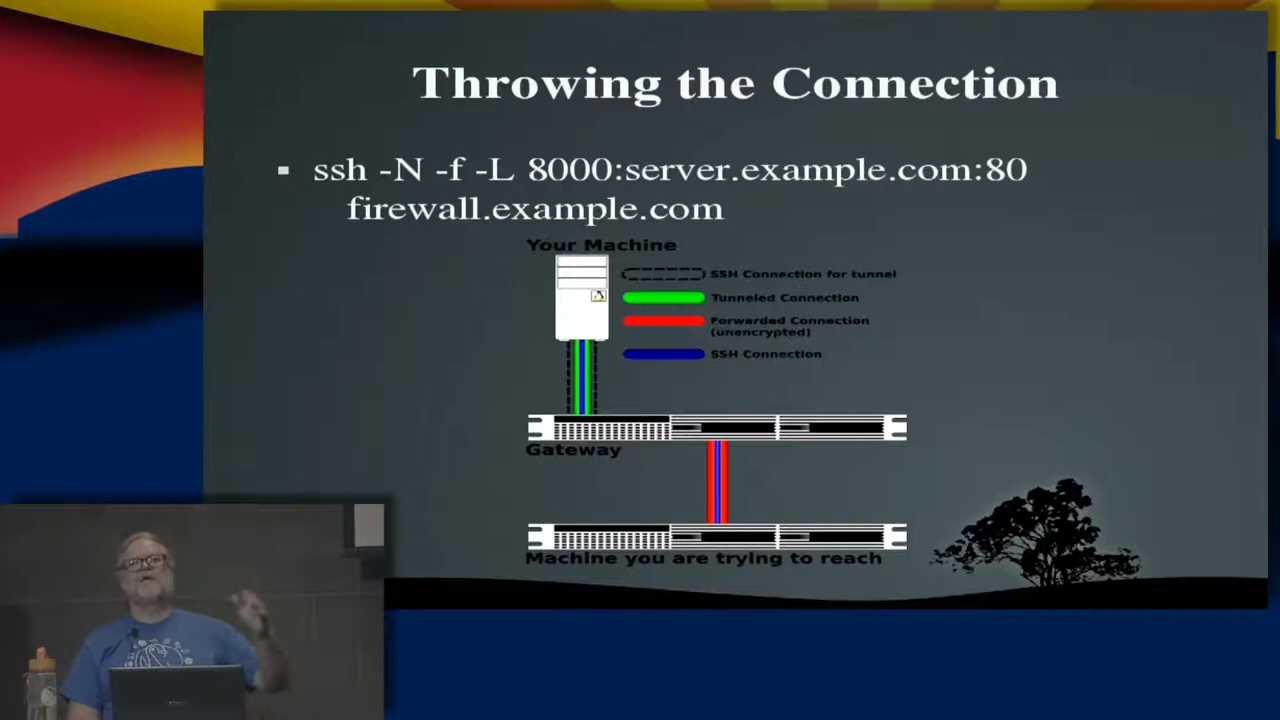 Throwing the Connection
ssh -N -f -L 8000:server.example.com:80
firewall.example.com
Your Machine
SSH Connection for tunnel
Tunneled Connection
Forwarded Connection
(unencrypted)
SSH Connection
Gateway
Machine you are trying to reach